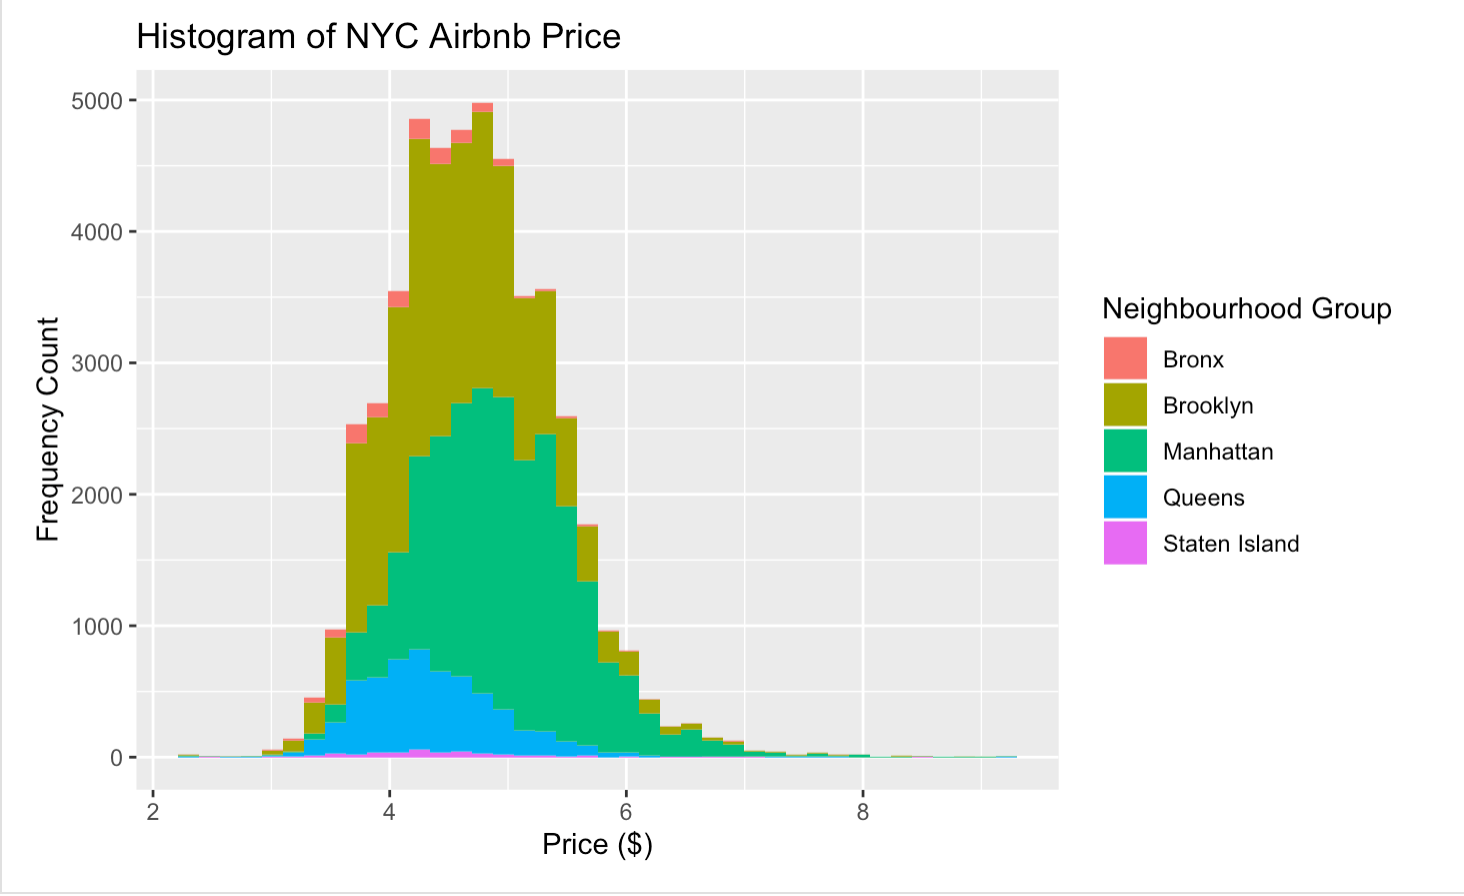 Histogram of NYC Airbnb Price
5000
4000
3000
2000
1000
0
Frequency Count
2 4 6 8
Price ($)
Neighbourhood Group
Bronx
Brooklyn
Manhattan
Queens
Staten Island